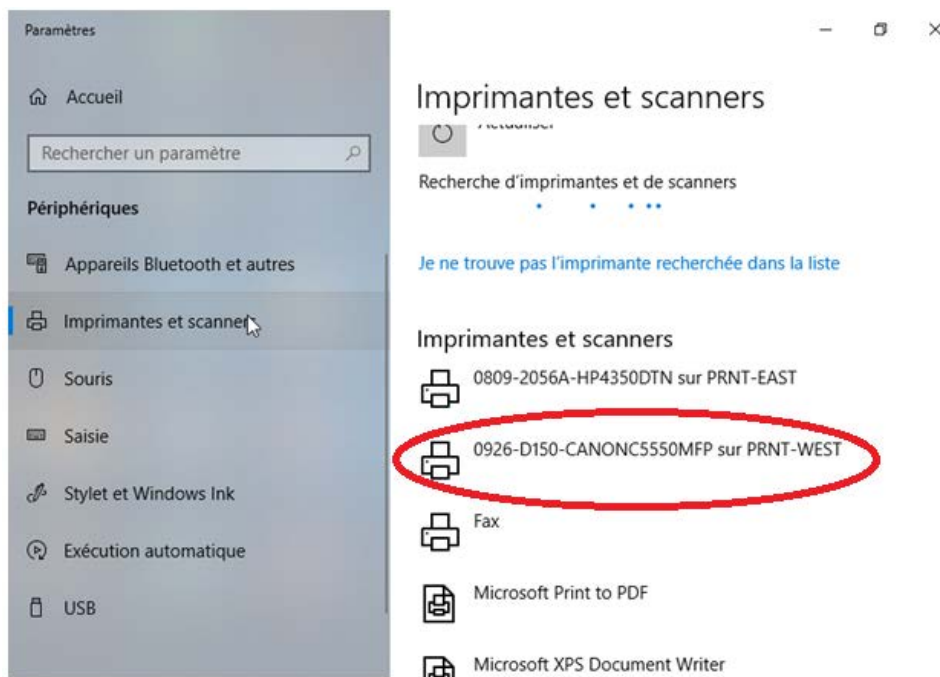 Paramètres
Accueil
Rechercher un paramètre
Périphériques
Appareils Bluetooth et autres
Imprimantes et scanners
Souris
Saisie
Stylet et Windows Ink
Exécution automatique
USB
Imprimantes et scanners
Actualiser
Recherche d'imprimantes et de scanners
Je ne trouve pas l'imprimante recherchée dans la liste
Imprimantes et scanners
0809-2056A-HP4350DTN sur PRNT-EAST
0926-D150-CANONC5550MFP sur PRNT-WEST
Fax
Microsoft Print to PDF
Microsoft XPS Document Writer